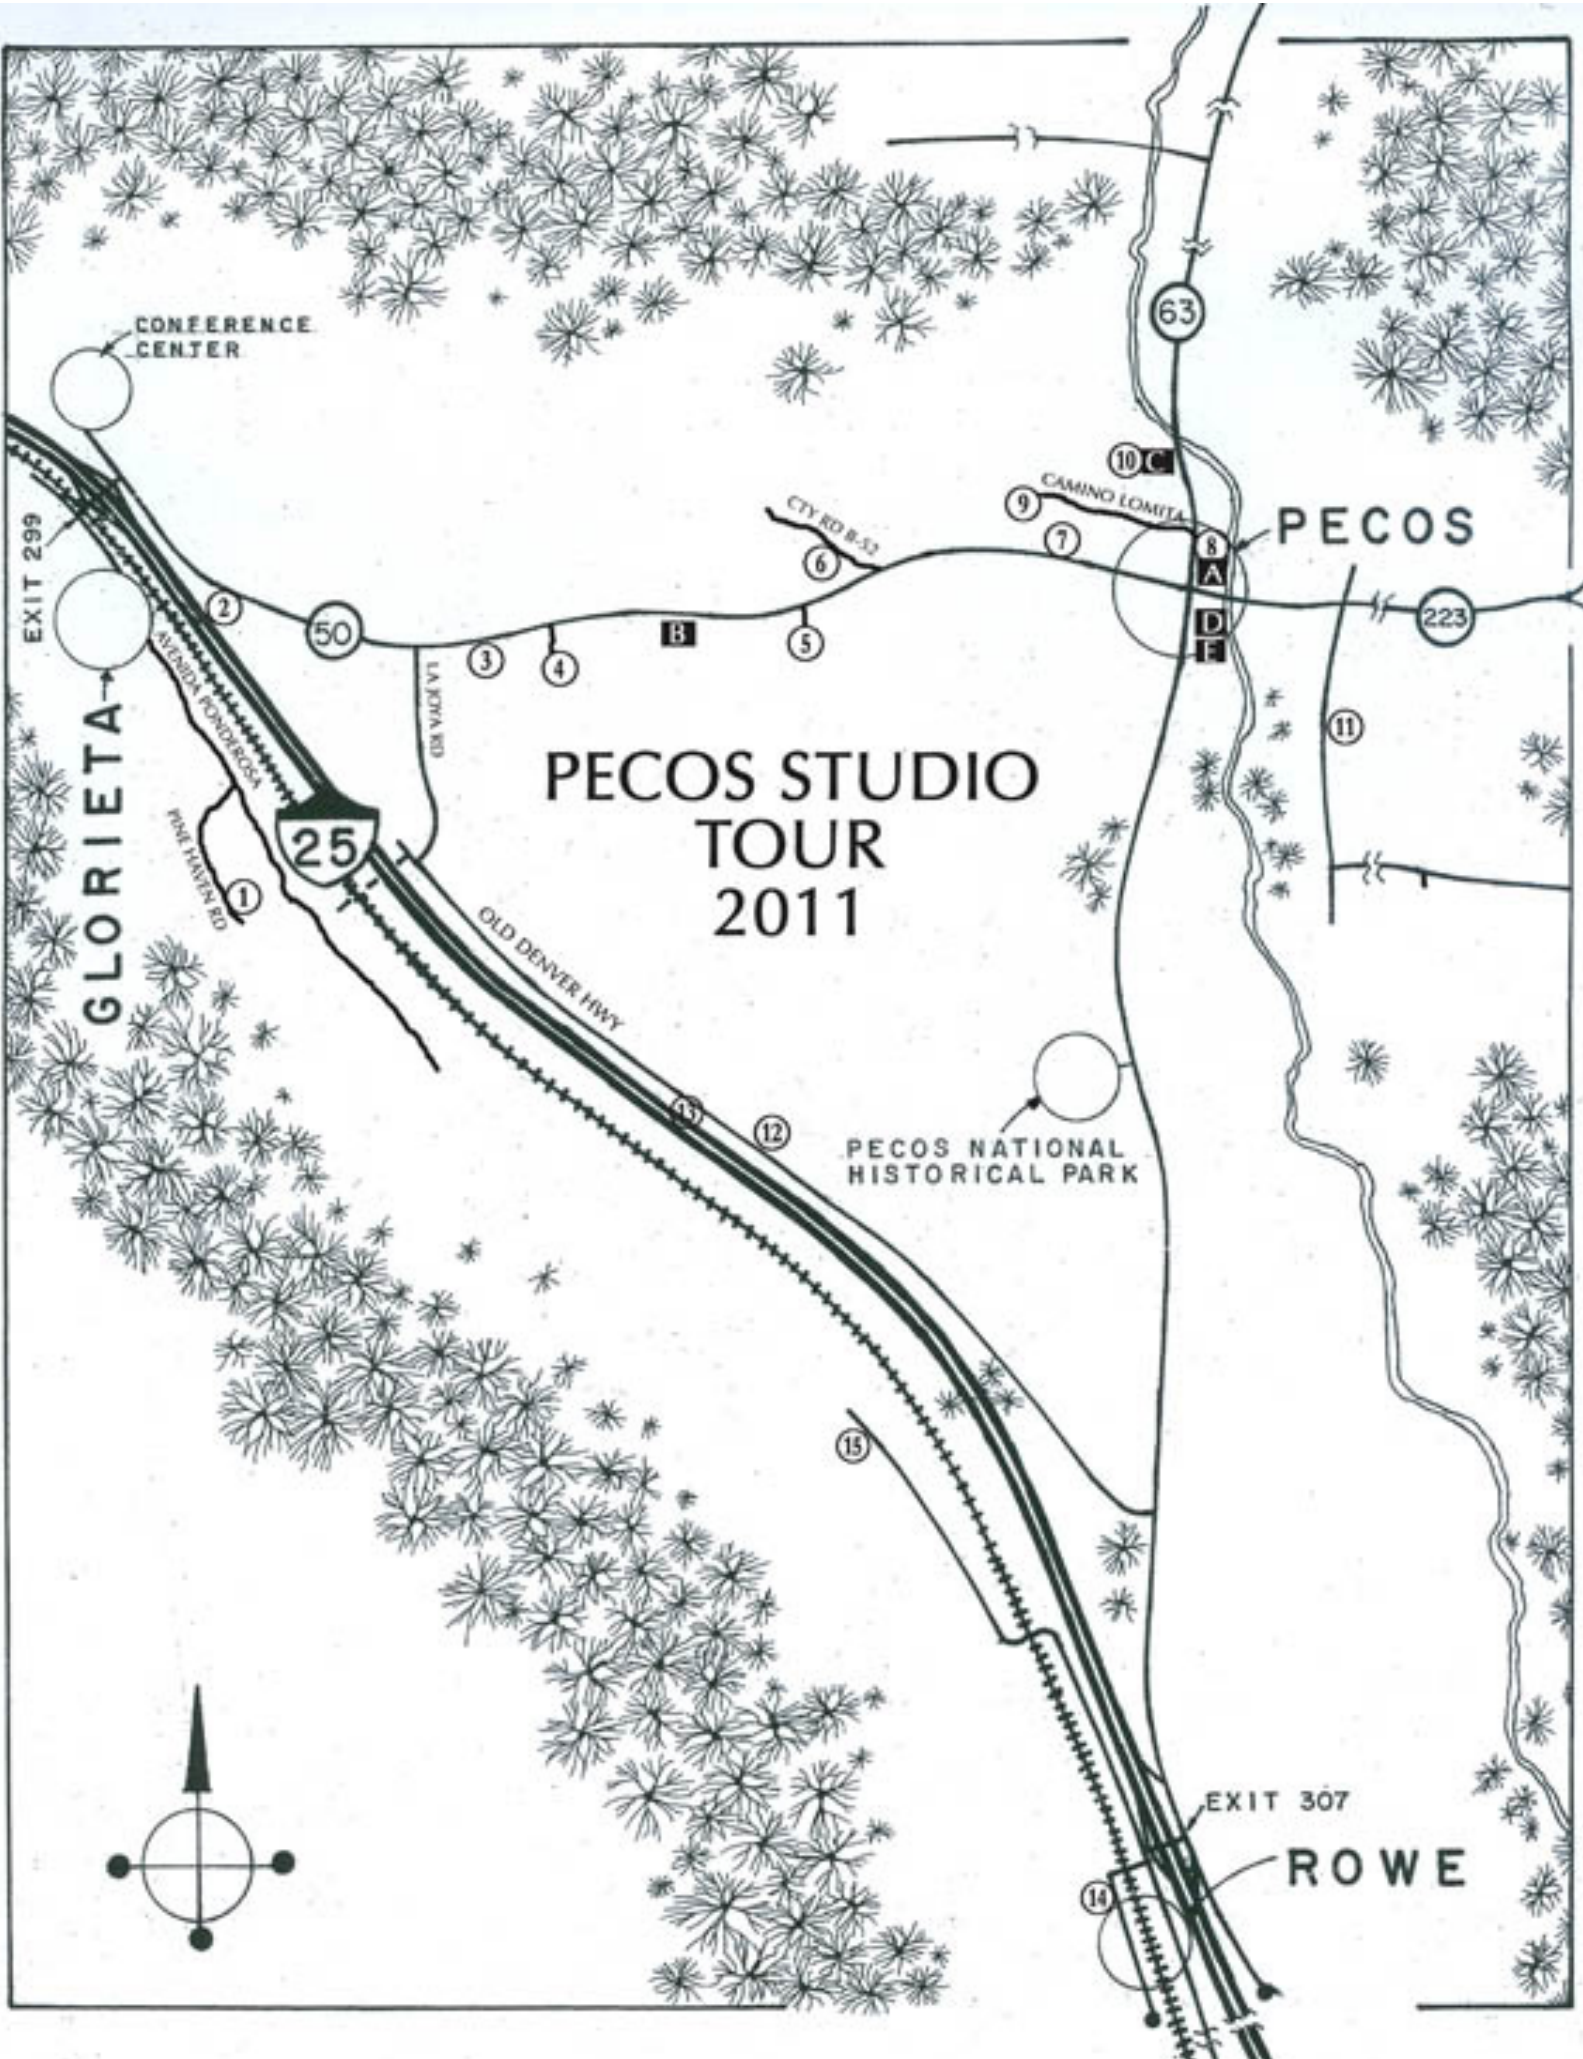 CONFERENCE
CENTER
63
10 C
9
CAMINO LOMITA
PECOS
CTY RD B-52
7
8
6
A
EXIT 299
2
50
B
D
223
3
4
5
E
AVENIDA PONDEROSA
LA JOYA RD
11
GLORIETA
PECOS STUDIO
TOUR
2011
25
PINE HAVEN RD
1
OLD DENVER HWY
13
12
PECOS NATIONAL
HISTORICAL PARK
15
EXIT 307
ROWE
14